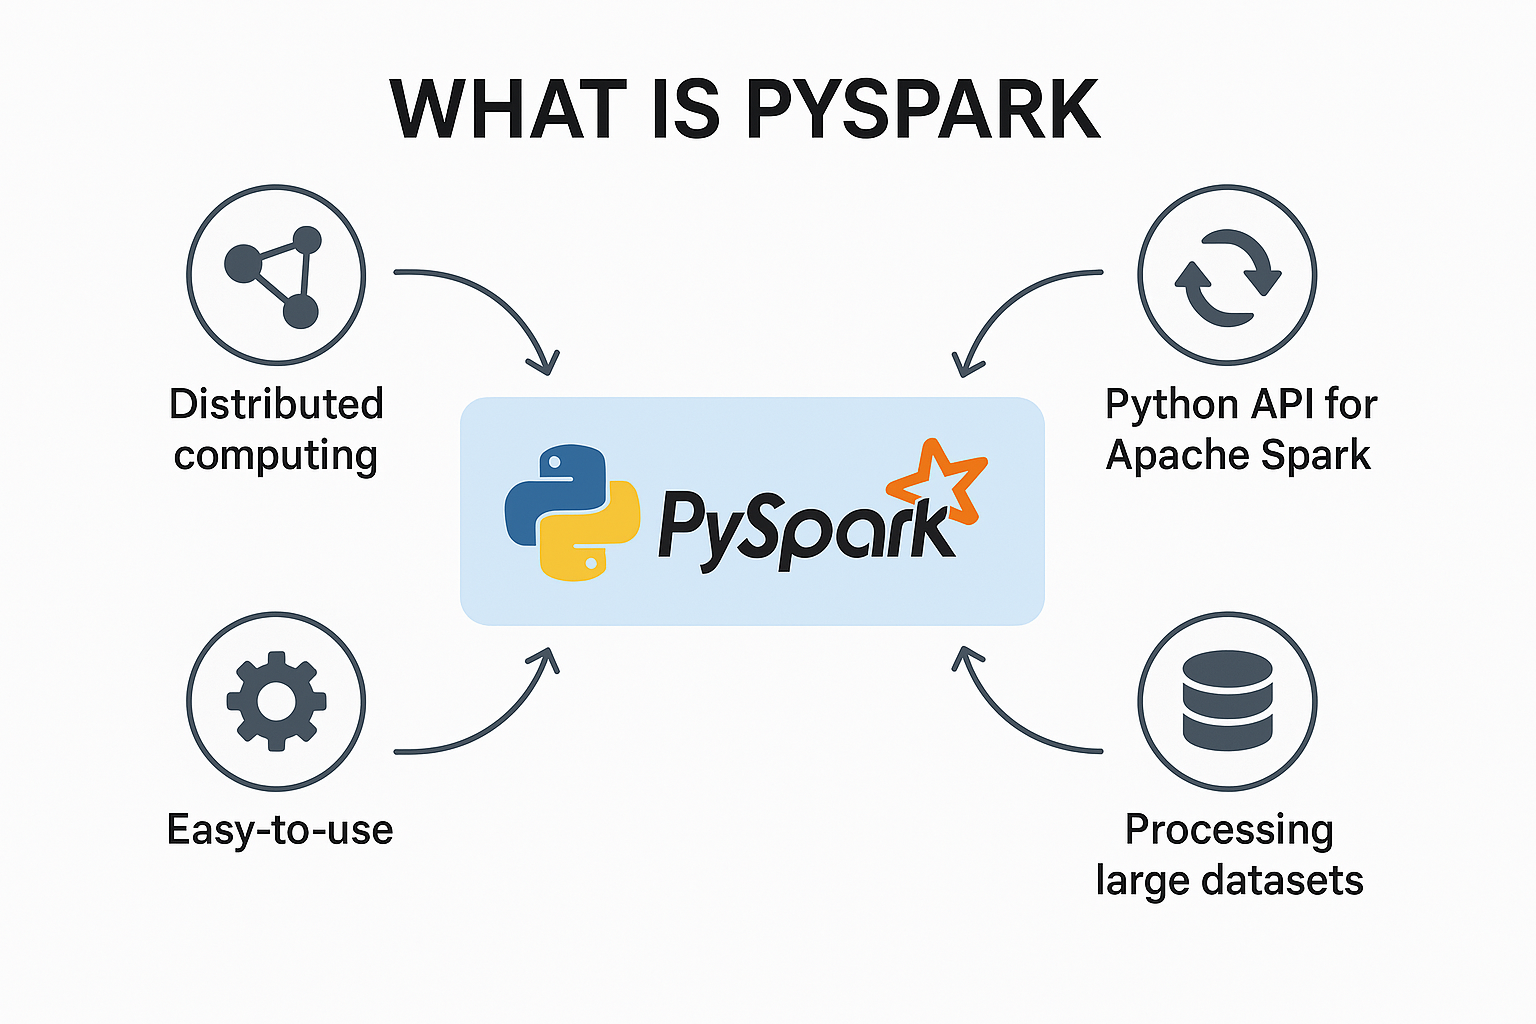 WHAT IS PYSPARK
Distributed
computing
Python API for
Apache Spark
PySpark
Easy-to-use
Processing
large datasets